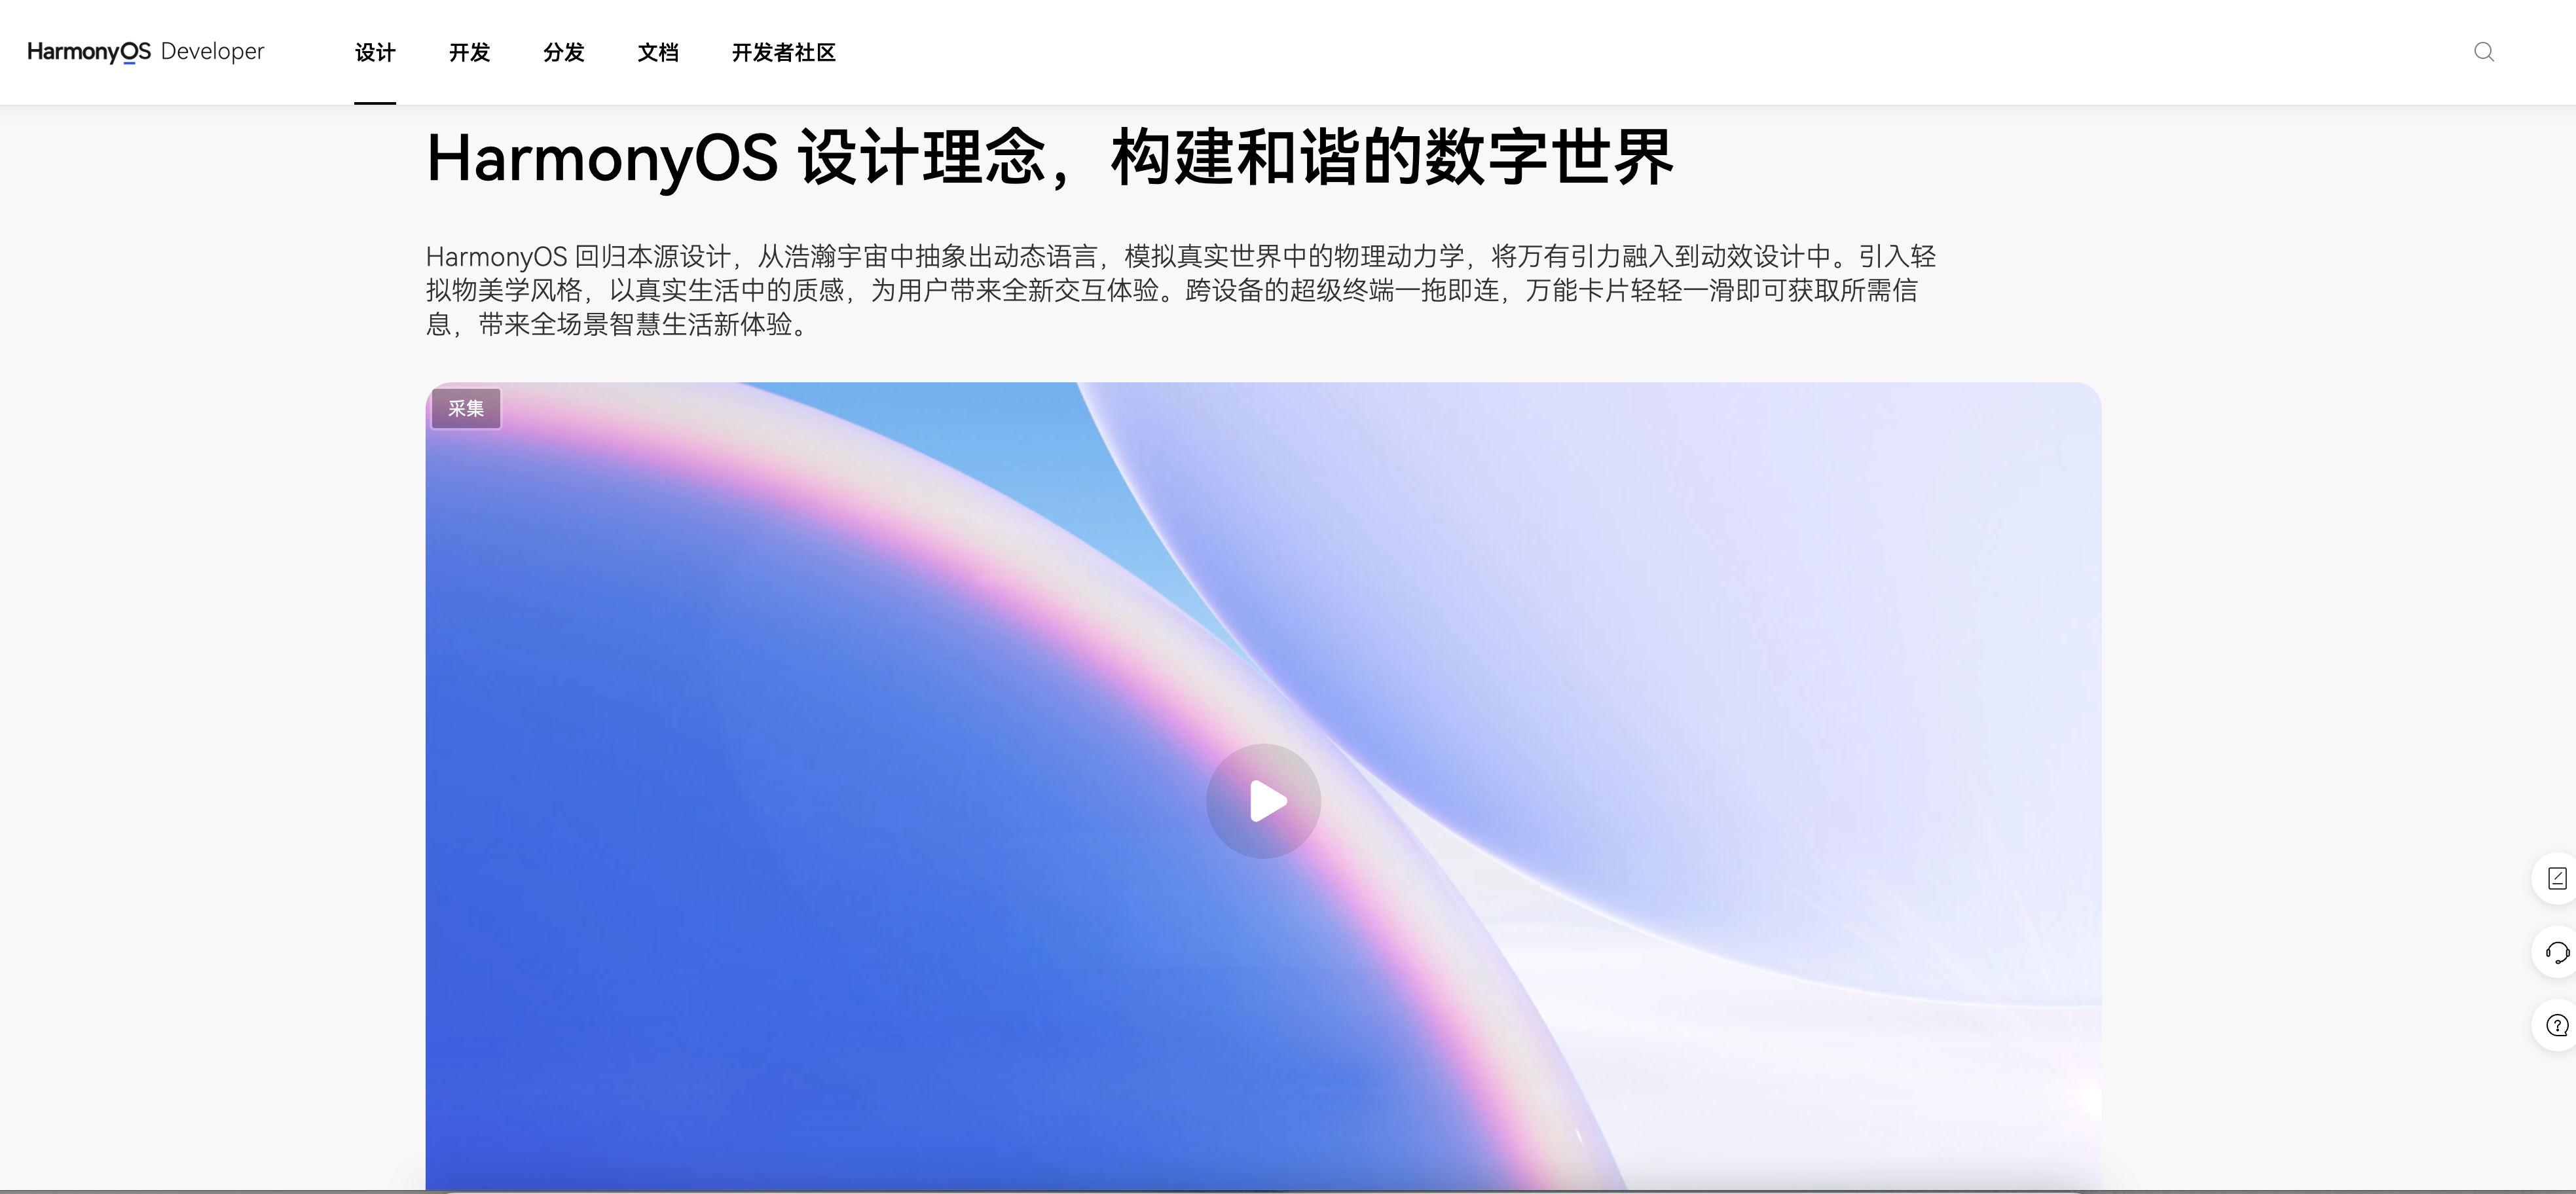 HarmonyOS Developer 设计 开发 分发 文档 开发者社区
HarmonyOS 设计理念，构建和谐的数字世界
HarmonyOS 回归本源设计，从浩瀚宇宙中抽象出动态语言，模拟真实世界中的物理动力学，将万有引力融入到动效设计中。引入轻
拟物美学风格，以真实生活中的质感，为用户带来全新交互体验。跨设备的超级终端一拖即连，万能卡片轻轻一滑即可获取所需信
息，带来全场景智慧生活新体验。
采集